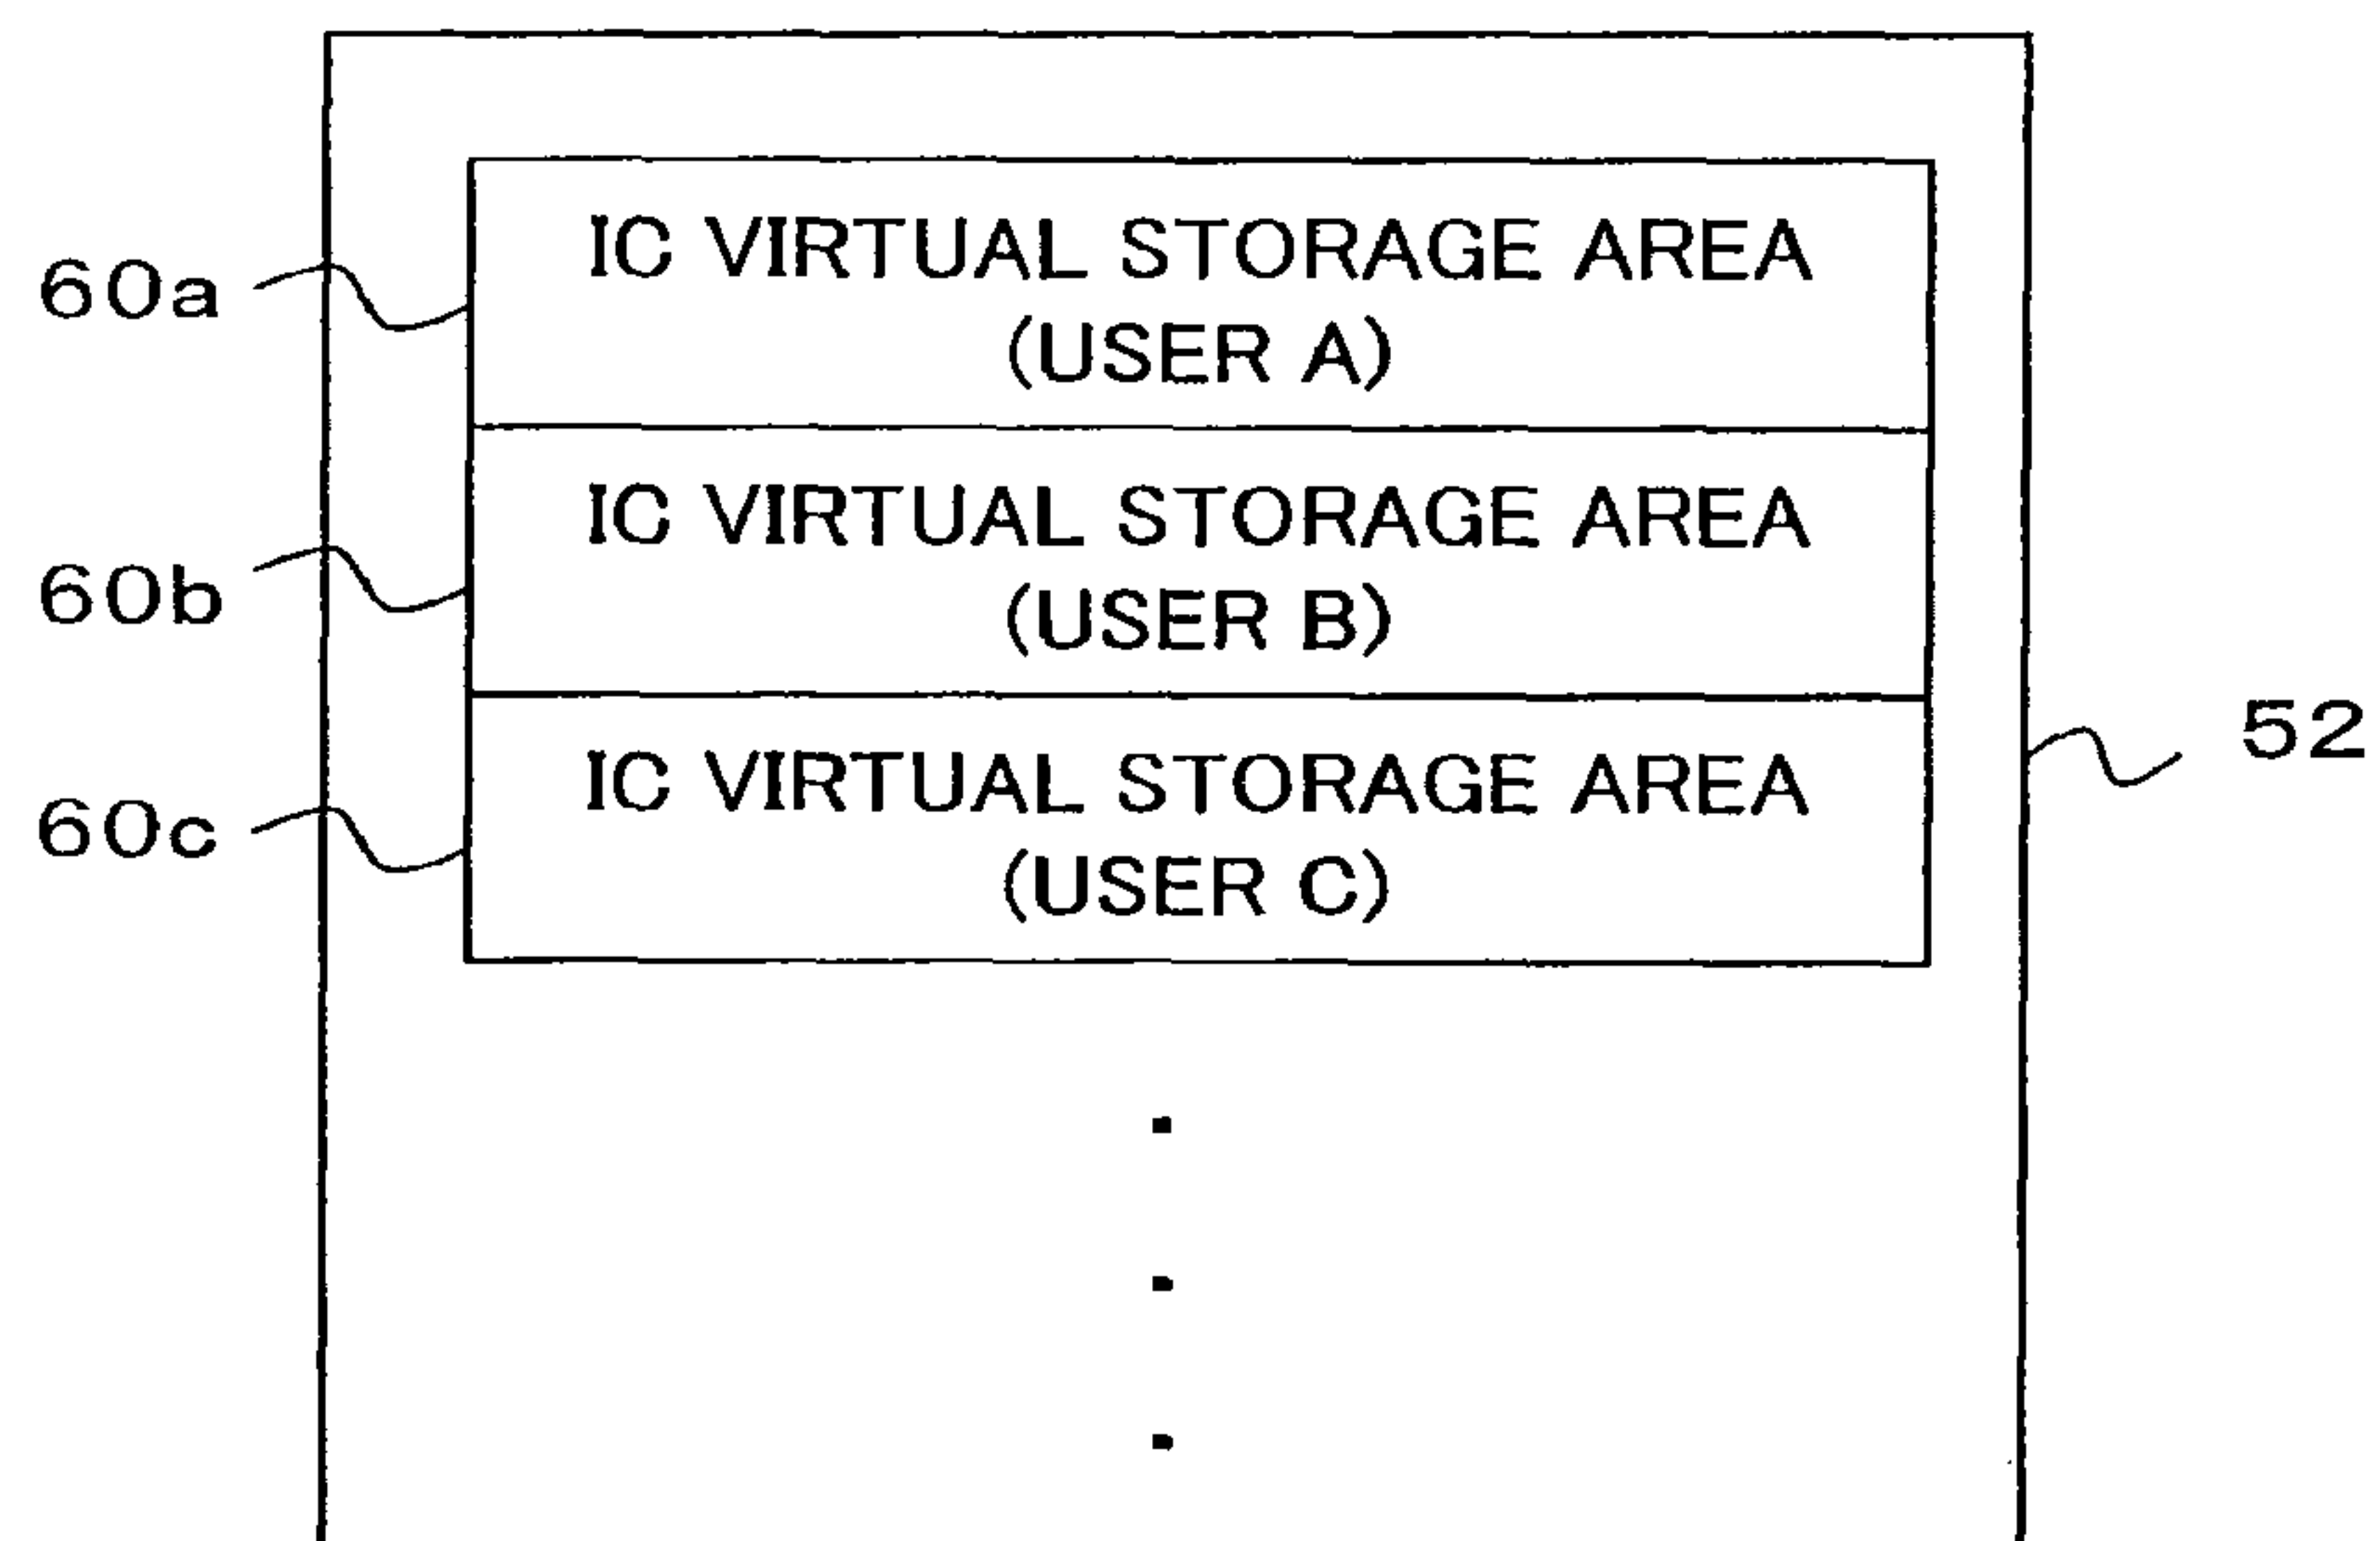 IC VIRTUAL STORAGE AREA
(USER A)
60a
IC VIRTUAL STORAGE AREA
(USER B)
60b
IC VIRTUAL STORAGE AREA
(USER C)
60c
52